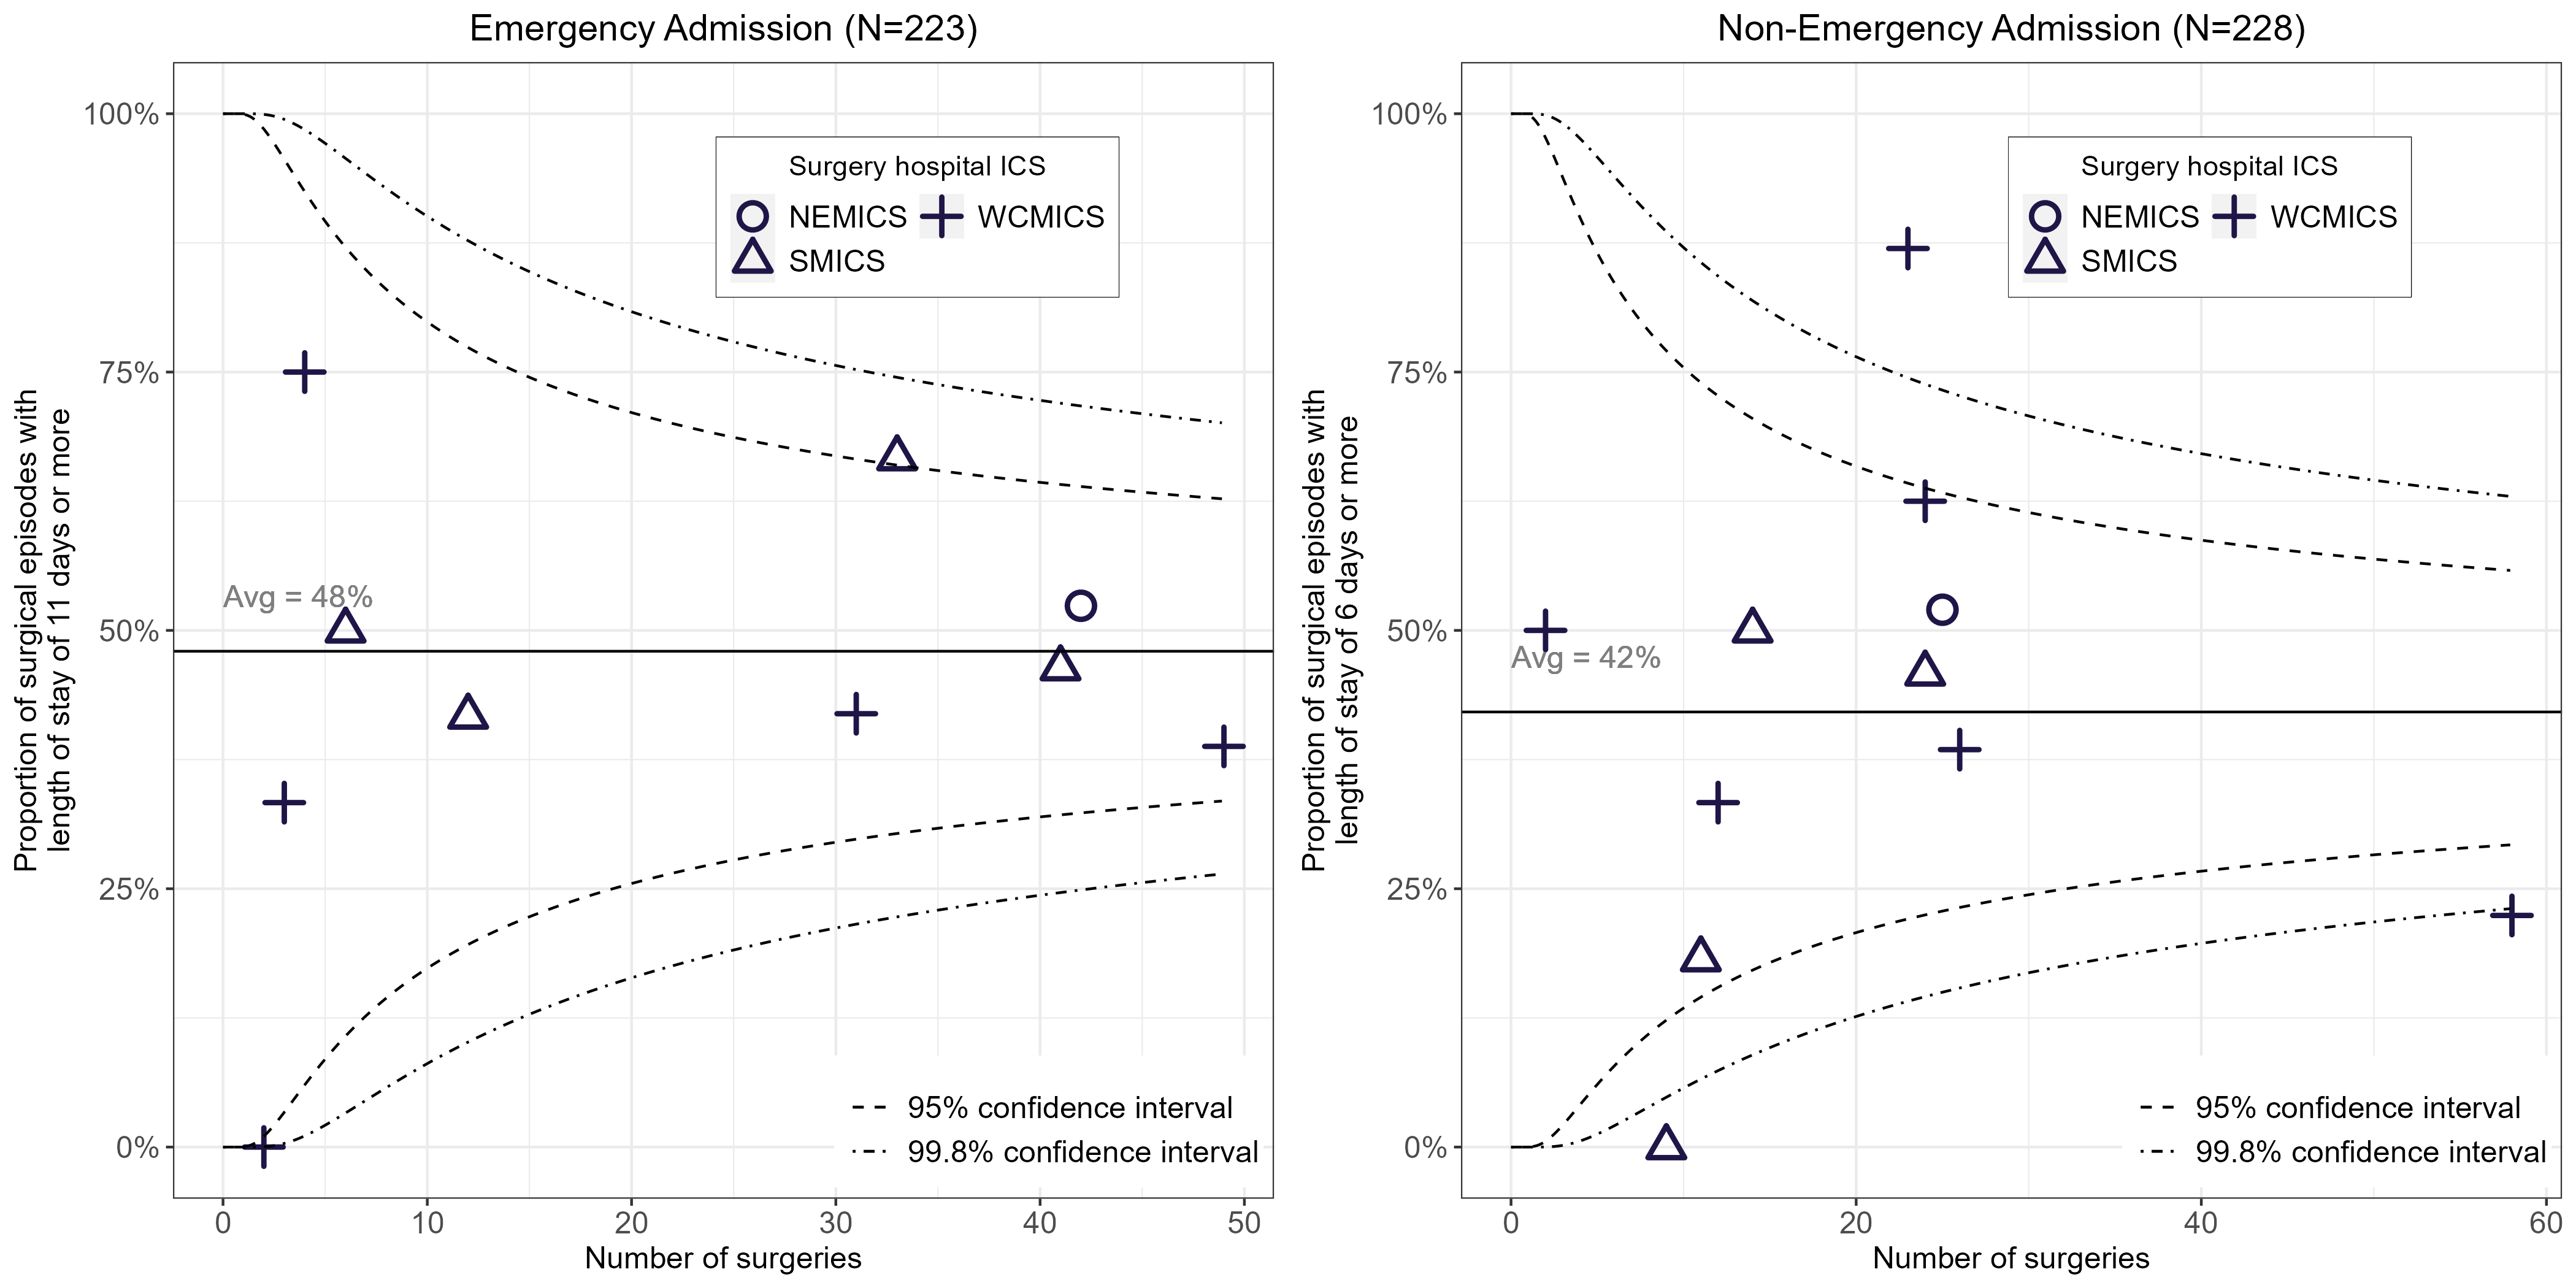 Emergency Admission (N=223)
Proportion of surgical episodes with
length of stay of 11 days or more
100%
75%
50%
25%
0%
Surgery hospital ICS
NEMICS
WCMICS
SMICS
Avg = 48%
95% confidence interval
99.8% confidence interval
0 10 20 30 40 50
Number of surgeries
Non-Emergency Admission (N=228)
Proportion of surgical episodes with
length of stay of 6 days or more
100%
75%
50%
25%
0%
Surgery hospital ICS
NEMICS
WCMICS
SMICS
Avg = 42%
95% confidence interval
99.8% confidence interval
0 20 40 60
Number of surgeries